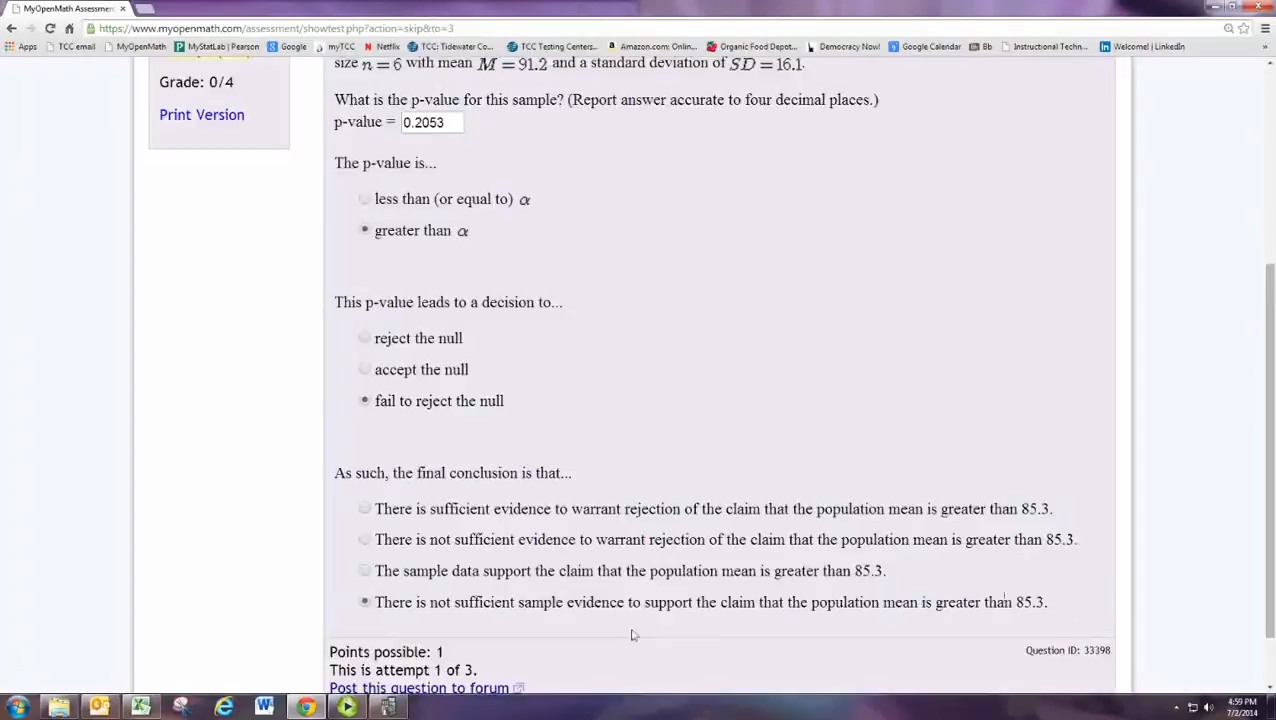 MyOpenMath Assessment
https://www.myopenmath.com/assessment/showtest.php?action=skip&to=3
Apps TCC email MyOpenMath MyStatLab | Pearson Google myTCC Netflix TCC: Tidewater Co... TCC Testing Centers... Amazon.com: Onlin... Organic Food Depot... Democracy Now! Google Calendar Bb Instructional Techn... Welcome! | LinkedIn
size n = 6 with mean M = 91.2 and a standard deviation of SD = 16.1.
Grade: 0/4
What is the p-value for this sample? (Report answer accurate to four decimal places.)
Print Version
p-value = 0.2053
The p-value is...
less than (or equal to) α
greater than α
This p-value leads to a decision to...
reject the null
accept the null
fail to reject the null
As such, the final conclusion is that...
There is sufficient evidence to warrant rejection of the claim that the population mean is greater than 85.3.
There is not sufficient evidence to warrant rejection of the claim that the population mean is greater than 85.3.
The sample data support the claim that the population mean is greater than 85.3.
There is not sufficient sample evidence to support the claim that the population mean is greater than 85.3.
Points possible: 1
Question ID: 33398
This is attempt 1 of 3.
Post this question to forum
4:59 PM
7/2/2014